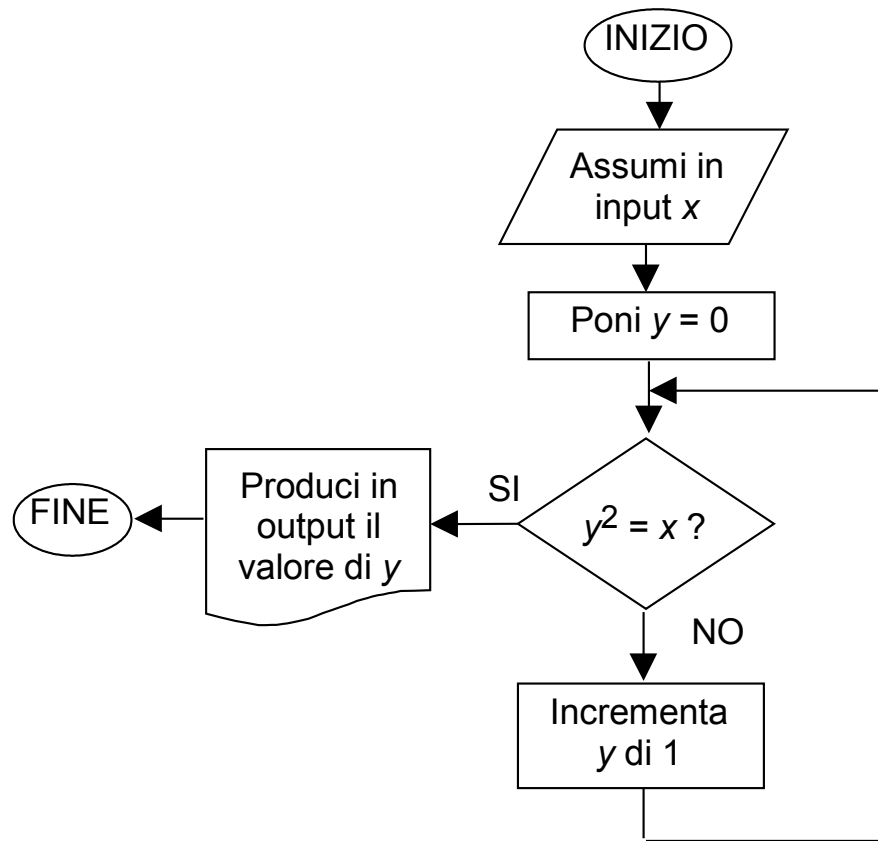 INIZIO
Assumi in
input x
Poni y = 0
y² = x ?
SI
Produci in
output il
valore di y
FINE
NO
Incrementa
y di 1